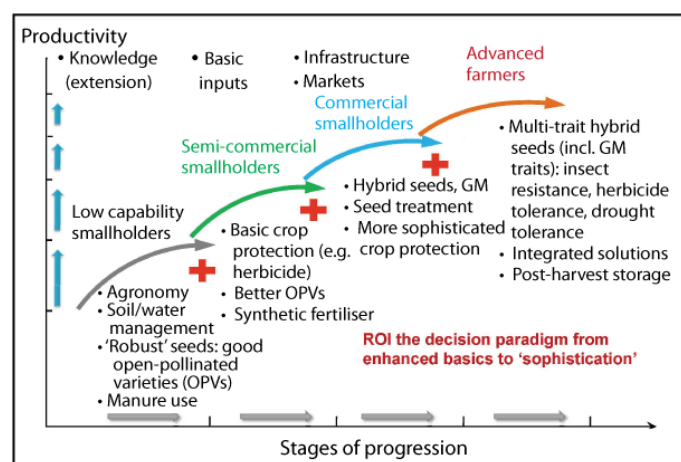 Productivity
• Knowledge
(extension)
• Basic
inputs
• Infrastructure
• Markets
Advanced
farmers
Commercial
smallholders
Semi-commercial
smallholders
Low capability
smallholders
• Agronomy
• Soil/water
management
• ‘Robust’ seeds: good
open-pollinated
varieties (OPVs)
• Manure use
• Basic crop
protection (e.g.
herbicide)
• Better OPVs
• Synthetic fertiliser
• Hybrid seeds, GM
• Seed treatment
• More sophisticated
crop protection
• Multi-trait hybrid
seeds (incl. GM
traits): insect
resistance, herbicide
tolerance, drought
tolerance
• Integrated solutions
• Post-harvest storage
ROI the decision paradigm from
enhanced basics to ‘sophistication’
Stages of progression